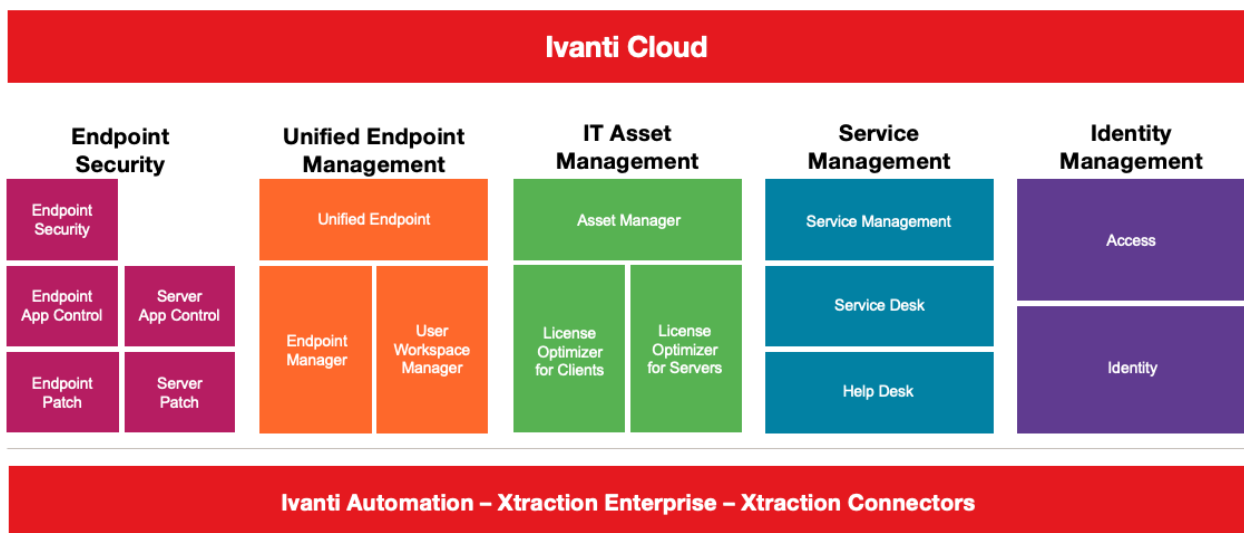 Ivanti Cloud
Endpoint
Security
Endpoint
Security
Endpoint
App Control
Server
App Control
Endpoint
Patch
Server
Patch
Unified Endpoint
Management
Unified Endpoint
Endpoint
Manager
User
Workspace
Manager
IT Asset
Management
Asset Manager
License
Optimizer
for Clients
License
Optimizer
for Servers
Service
Management
Service Management
Service Desk
Help Desk
Identity
Management
Access
Identity
Ivanti Automation – Xtraction Enterprise – Xtraction Connectors